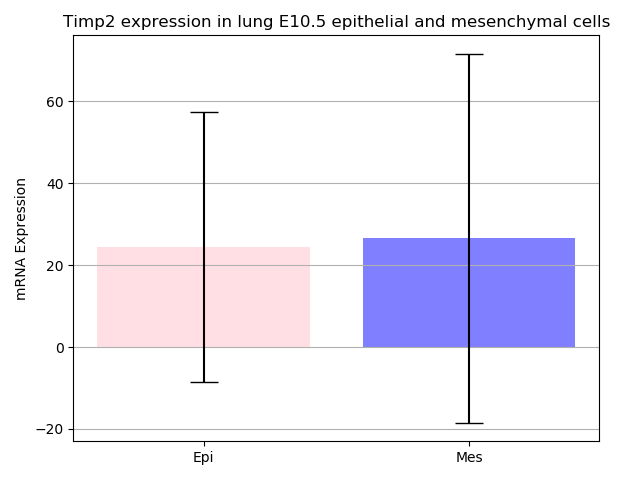 Timp2 expression in lung E10.5 epithelial and mesenchymal cells
mRNA Expression
60
40
20
0
−20
Epi
Mes